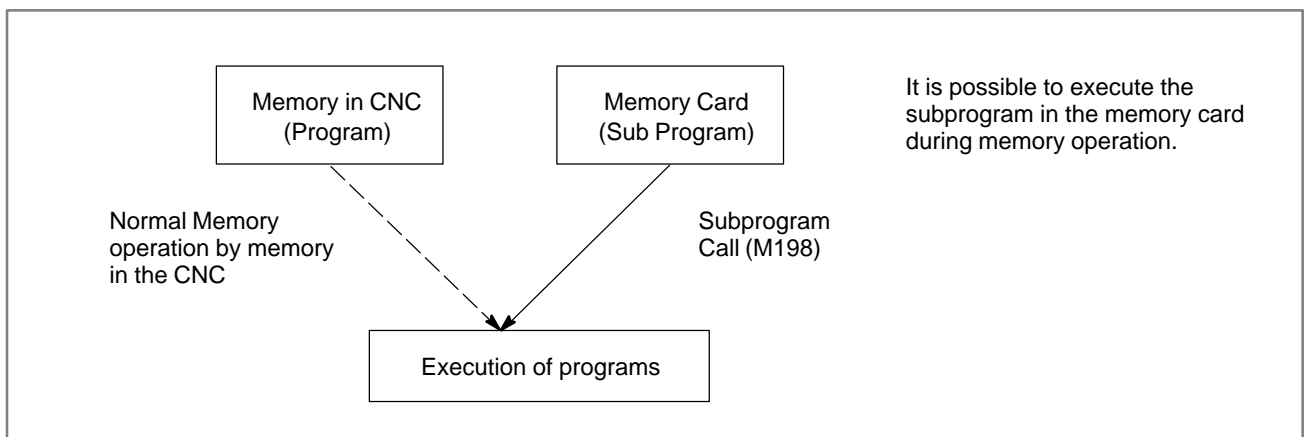 Memory in CNC
(Program)
Memory Card
(Sub Program)
It is possible to execute the
subprogram in the memory card
during memory operation.
Normal Memory
operation by memory
in the CNC
Subprogram
Call (M198)
Execution of programs